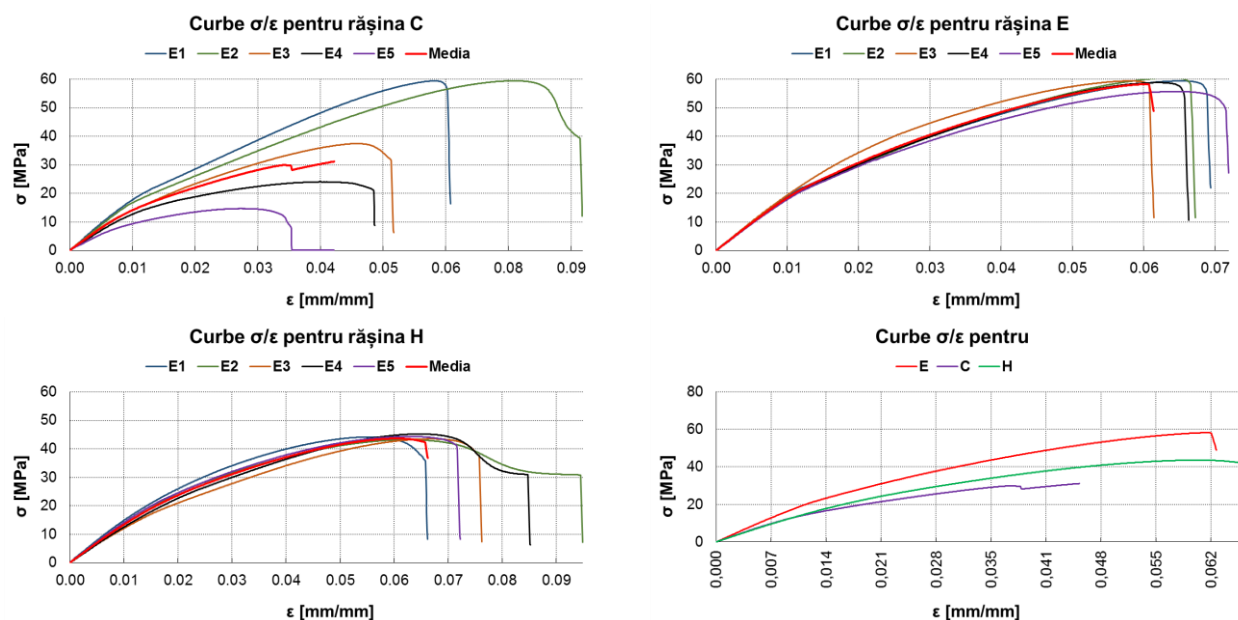 Curbe σ/ε pentru rășina C
E1 E2 E3 E4 E5 Media
60
50
40
30
20
10
0
σ [MPa]
0.00 0.01 0.02 0.03 0.04 0.05 0.06 0.07 0.08 0.09
ε [mm/mm]
Curbe σ/ε pentru rășina E
E1 E2 E3 E4 E5 Media
60
50
40
30
20
10
0
σ [MPa]
0.00 0.01 0.02 0.03 0.04 0.05 0.06 0.07
ε [mm/mm]
Curbe σ/ε pentru rășina H
E1 E2 E3 E4 E5 Media
60
50
40
30
20
10
0
σ [MPa]
0.00 0.01 0.02 0.03 0.04 0.05 0.06 0.07 0.08 0.09
ε [mm/mm]
Curbe σ/ε pentru
E C H
80
60
40
20
0
σ [MPa]
0,000 0,007 0,014 0,021 0,028 0,035 0,041 0,048 0,055 0,062
ε [mm/mm]